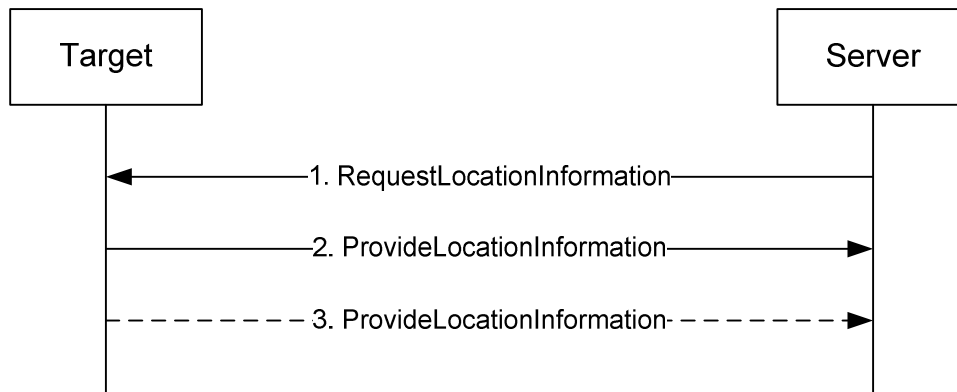 Target
Server
1. RequestLocationInformation
2. ProvideLocationInformation
3. ProvideLocationInformation